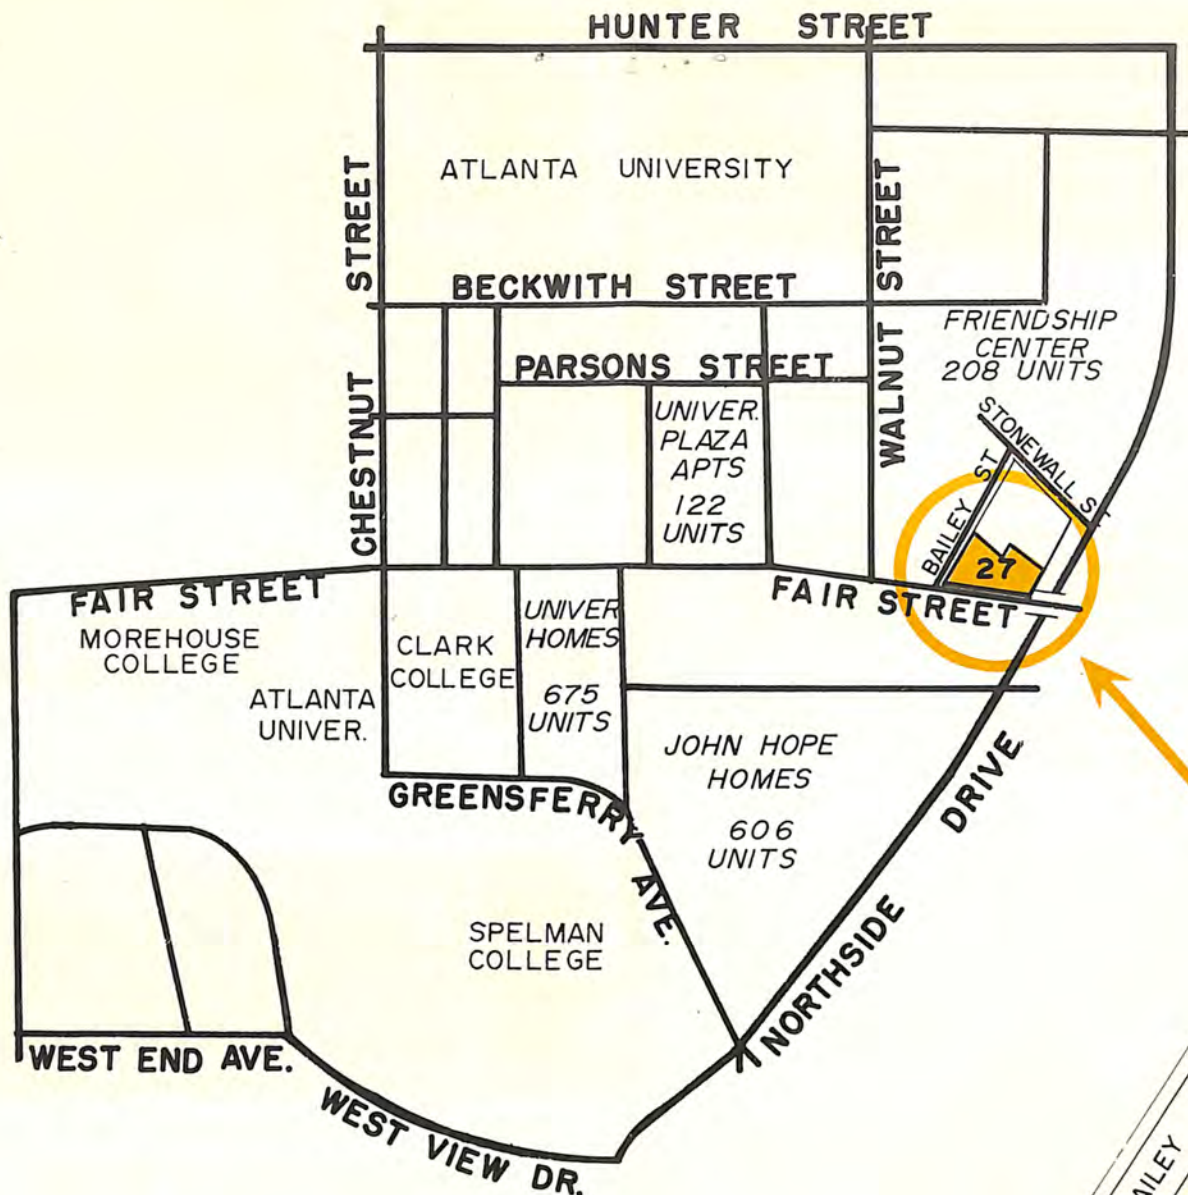 HUNTER STREET
ATLANTA UNIVERSITY
CHESTNUT STREET
WALNUT STREET
BECKWITH STREET
PARSONS STREET
FRIENDSHIP
CENTER
208 UNITS
UNIVER.
PLAZA
APTS
122
UNITS
STONEWALL ST
BAILEY ST
27
FAIR STREET
FAIR STREET
MOREHOUSE
COLLEGE
ATLANTA
UNIVER.
CLARK
COLLEGE
UNIVER
HOMES
675
UNITS
JOHN HOPE
HOMES
606
UNITS
GREENSFERRY AVE.
NORTHSIDE DRIVE
SPELMAN
COLLEGE
WEST END AVE.
WEST VIEW DR.
AILEY